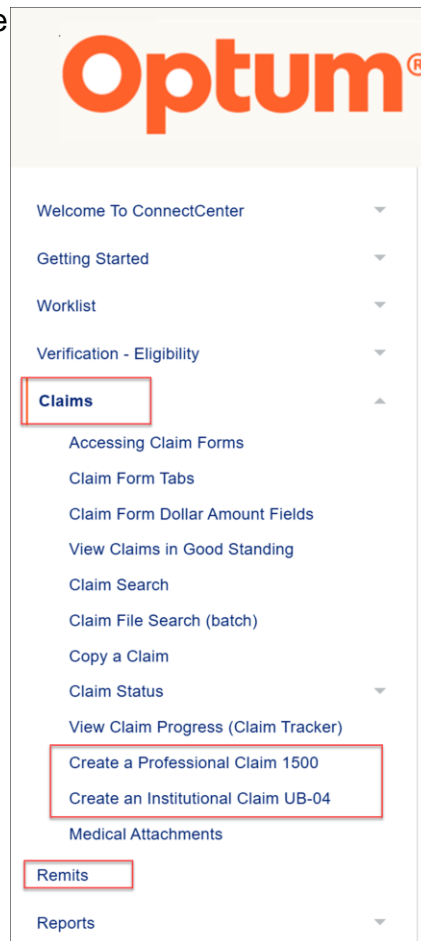 e
Optum®
Welcome To ConnectCenter
Getting Started
Worklist
Verification - Eligibility
Claims
Accessing Claim Forms
Claim Form Tabs
Claim Form Dollar Amount Fields
View Claims in Good Standing
Claim Search
Claim File Search (batch)
Copy a Claim
Claim Status
View Claim Progress (Claim Tracker)
Create a Professional Claim 1500
Create an Institutional Claim UB-04
Medical Attachments
Remits
Reports